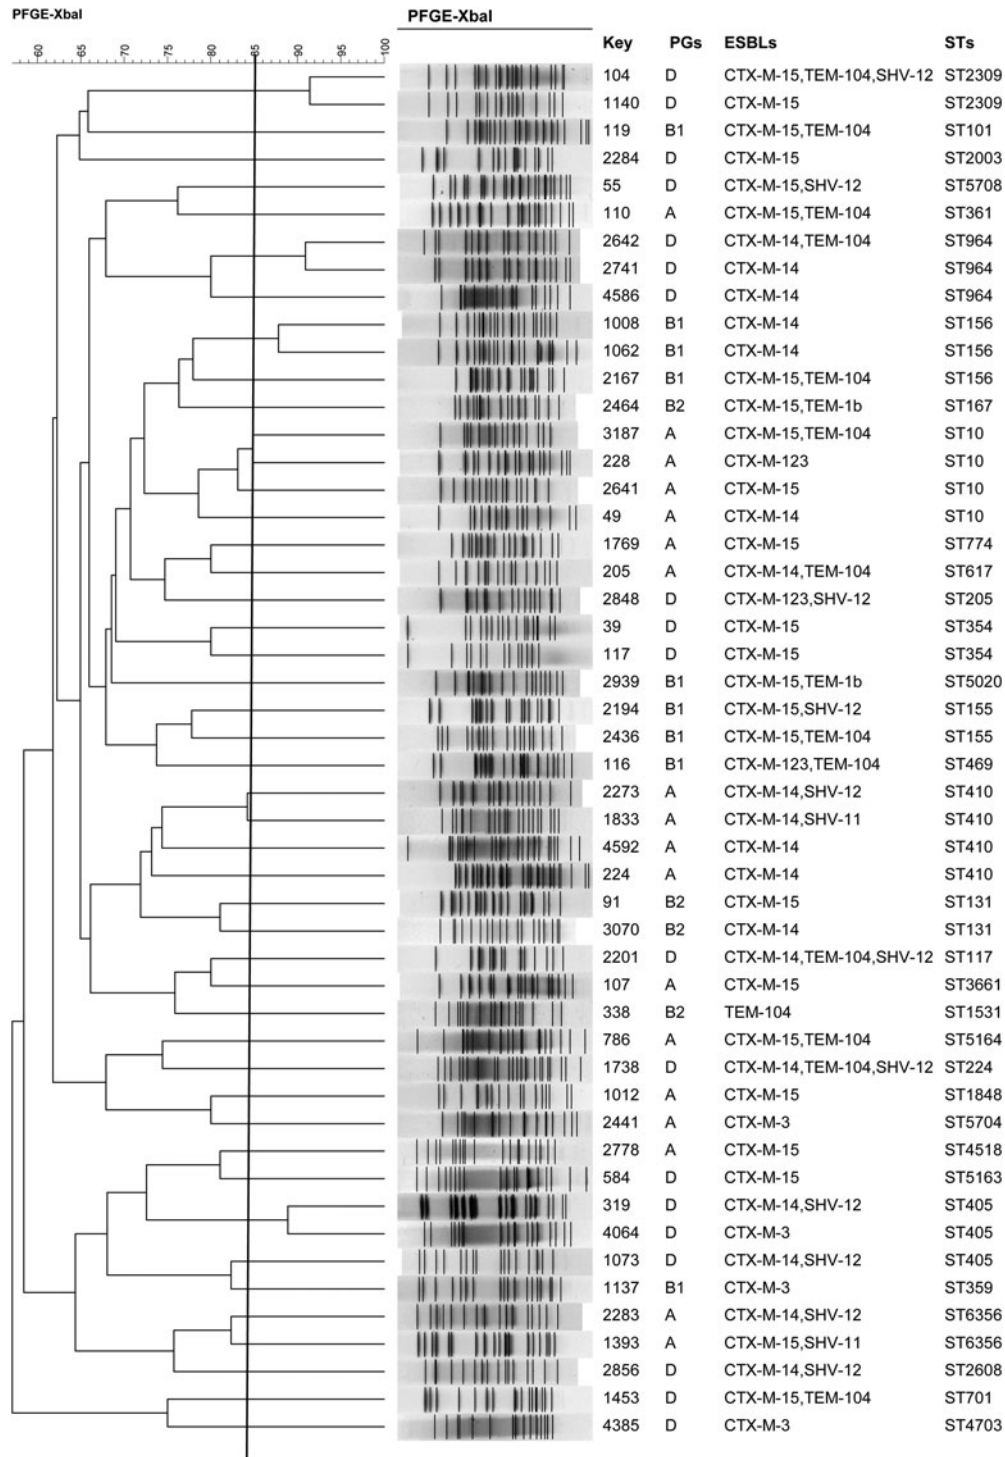 PFGE-XbaI PFGE-XbaI
60 65 70 75 80 85 90 95 100
Key PGs ESBLs STs
104 D CTX-M-15,TEM-104,SHV-12 ST2309
1140 D CTX-M-15 ST2309
119 B1 CTX-M-15,TEM-104 ST101
2284 D CTX-M-15 ST2003
55 D CTX-M-15,SHV-12 ST5708
110 A CTX-M-15,TEM-104 ST361
2642 D CTX-M-14,TEM-104 ST964
2741 D CTX-M-14 ST964
4586 D CTX-M-14 ST964
1008 B1 CTX-M-14 ST156
1062 B1 CTX-M-14 ST156
2167 B1 CTX-M-15,TEM-104 ST156
2464 B2 CTX-M-15,TEM-1b ST167
3187 A CTX-M-15,TEM-104 ST10
228 A CTX-M-123 ST10
2641 A CTX-M-15 ST10
49 A CTX-M-14 ST10
1769 A CTX-M-15 ST774
205 A CTX-M-14,TEM-104 ST617
2848 D CTX-M-123,SHV-12 ST205
39 D CTX-M-15 ST354
117 D CTX-M-15 ST354
2939 B1 CTX-M-15,TEM-1b ST5020
2194 B1 CTX-M-15,SHV-12 ST155
2436 B1 CTX-M-15,TEM-104 ST155
116 B1 CTX-M-123,TEM-104 ST469
2273 A CTX-M-14,SHV-12 ST410
1833 A CTX-M-14,SHV-11 ST410
4592 A CTX-M-14 ST410
224 A CTX-M-14 ST410
91 B2 CTX-M-15 ST131
3070 B2 CTX-M-14 ST131
2201 D CTX-M-14,TEM-104,SHV-12 ST117
107 A CTX-M-15 ST3661
338 B2 TEM-104 ST1531
786 A CTX-M-15,TEM-104 ST5164
1738 D CTX-M-14,TEM-104,SHV-12 ST224
1012 A CTX-M-15 ST1848
2441 A CTX-M-3 ST5704
2778 A CTX-M-15 ST4518
584 D CTX-M-15 ST5163
319 D CTX-M-14,SHV-12 ST405
4064 D CTX-M-3 ST405
1073 D CTX-M-14,SHV-12 ST405
1137 B1 CTX-M-3 ST359
2283 A CTX-M-14,SHV-12 ST6356
1393 A CTX-M-15,SHV-11 ST6356
2856 D CTX-M-14,SHV-12 ST2608
1453 D CTX-M-15,TEM-104 ST701
4385 D CTX-M-3 ST4703